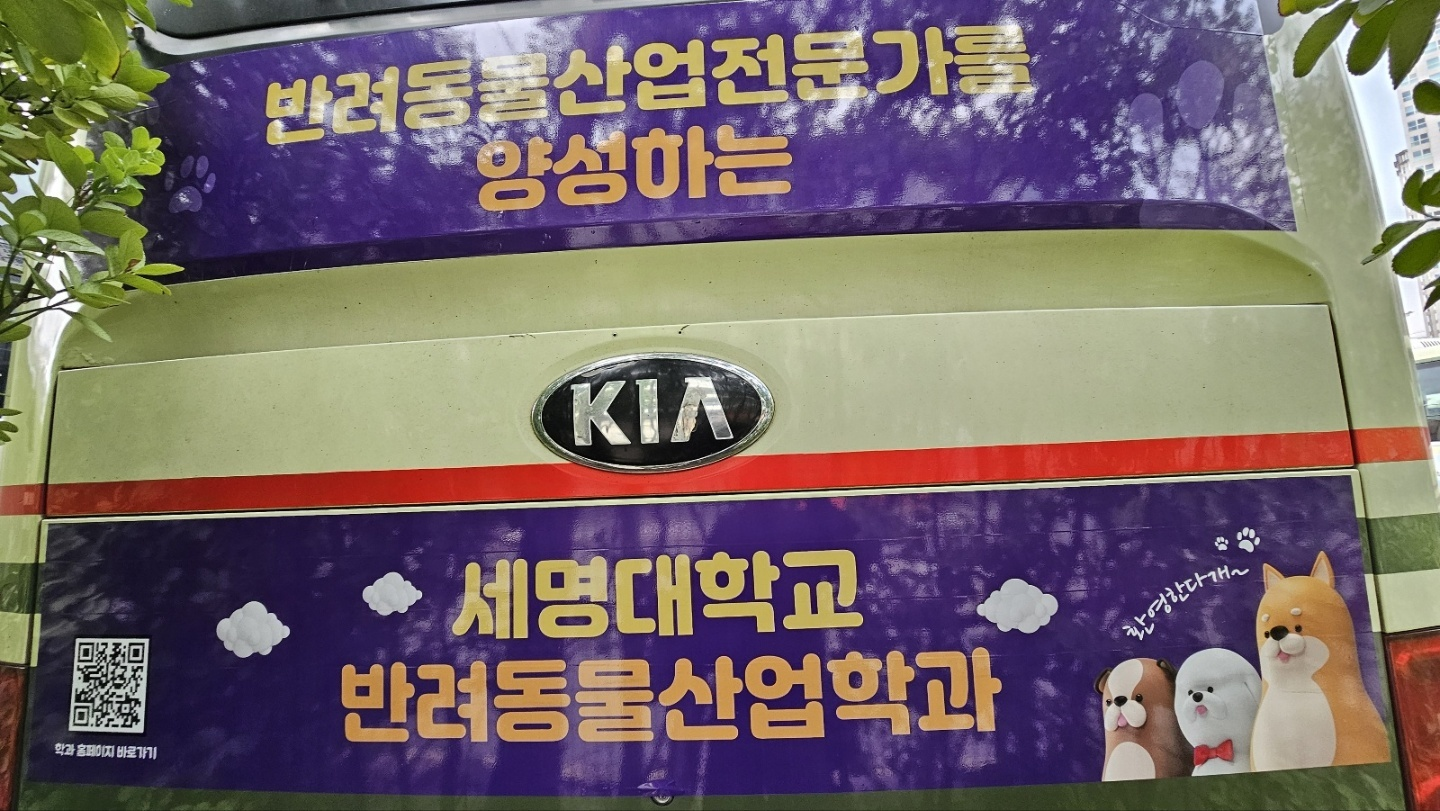 반려동물산업전문가를
양성하는
KIA
세명대학교
반려동물산업학과
환영한다개~
학과 홈페이지 바로가기